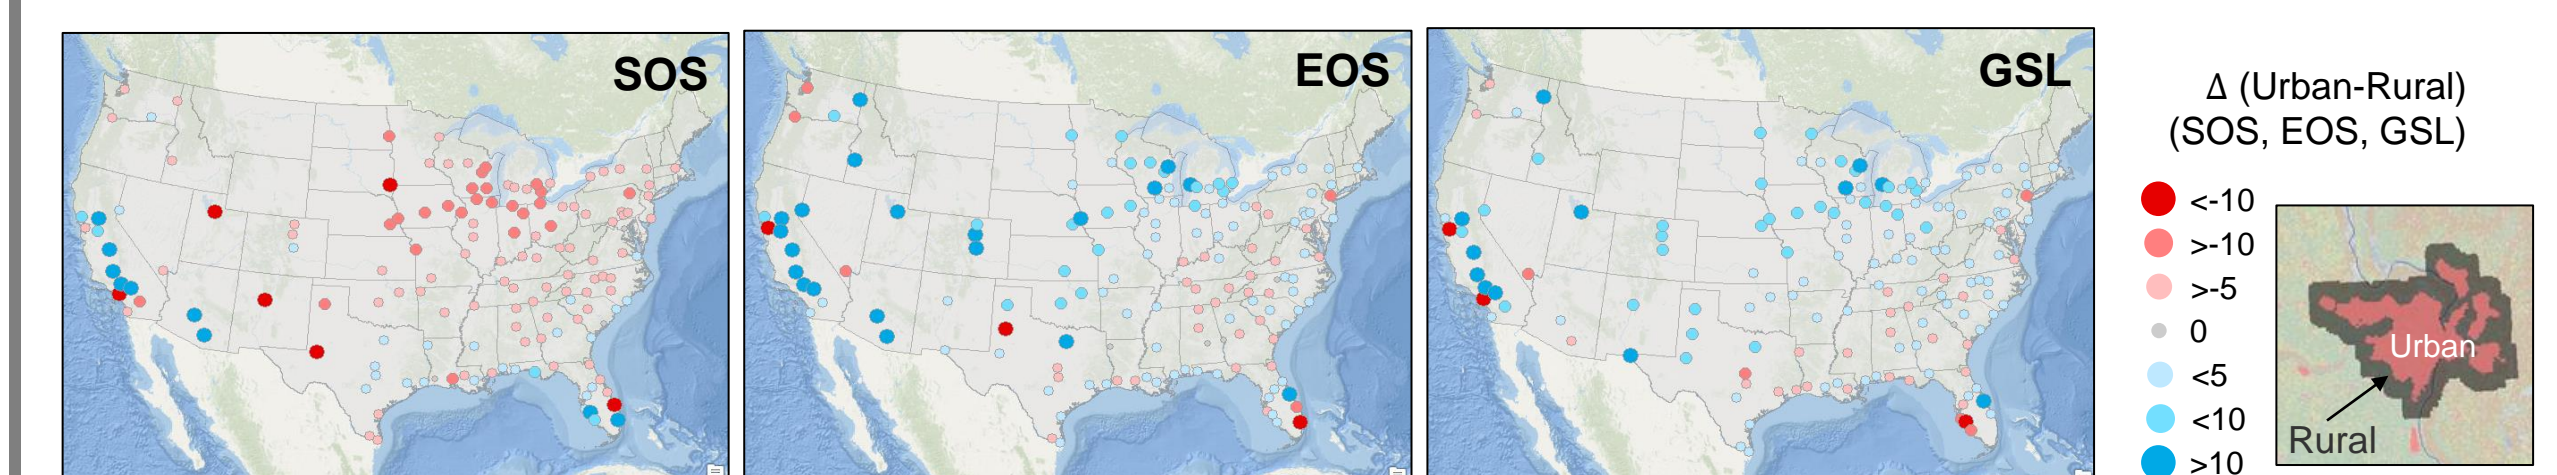 SOS
EOS
GSL
Δ (Urban-Rural)
(SOS, EOS, GSL)
<-10
>-10
>-5
0
<5
<10
>10
Urban
Rural